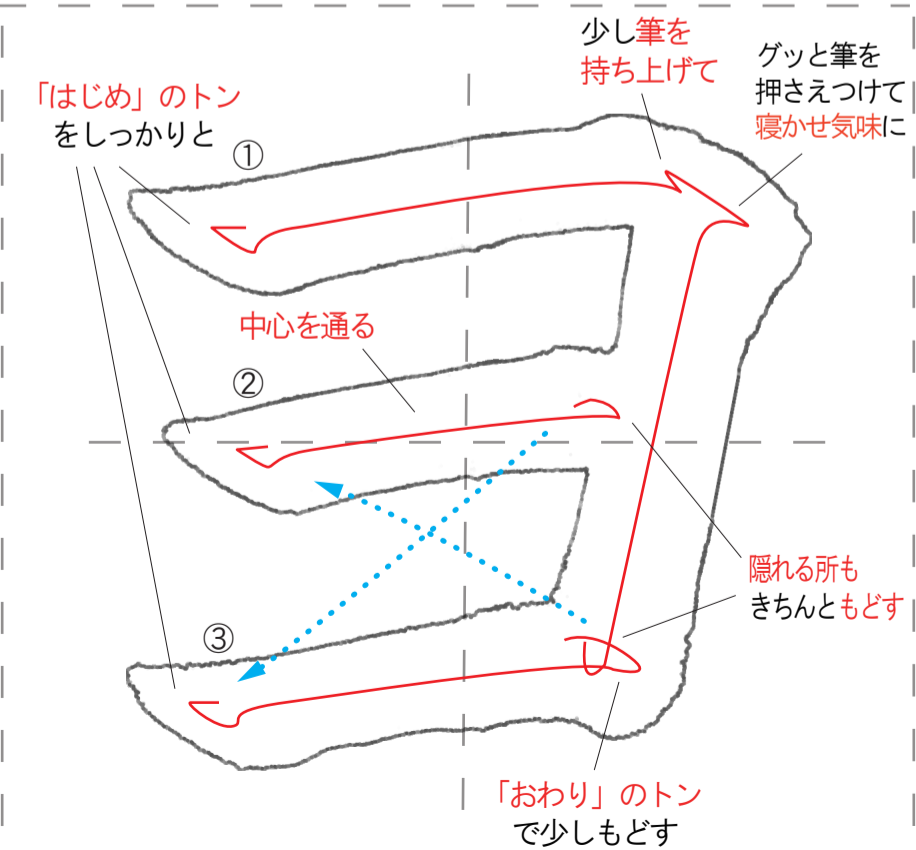 少し筆を
持ち上げて
グッと筆を
押さえつけて
寝かせ気味に
「はじめ」のトン
をしっかりと
①
中心を通る
②
隠れる所も
きちんともどす
③
「おわり」のトン
で少しもどす